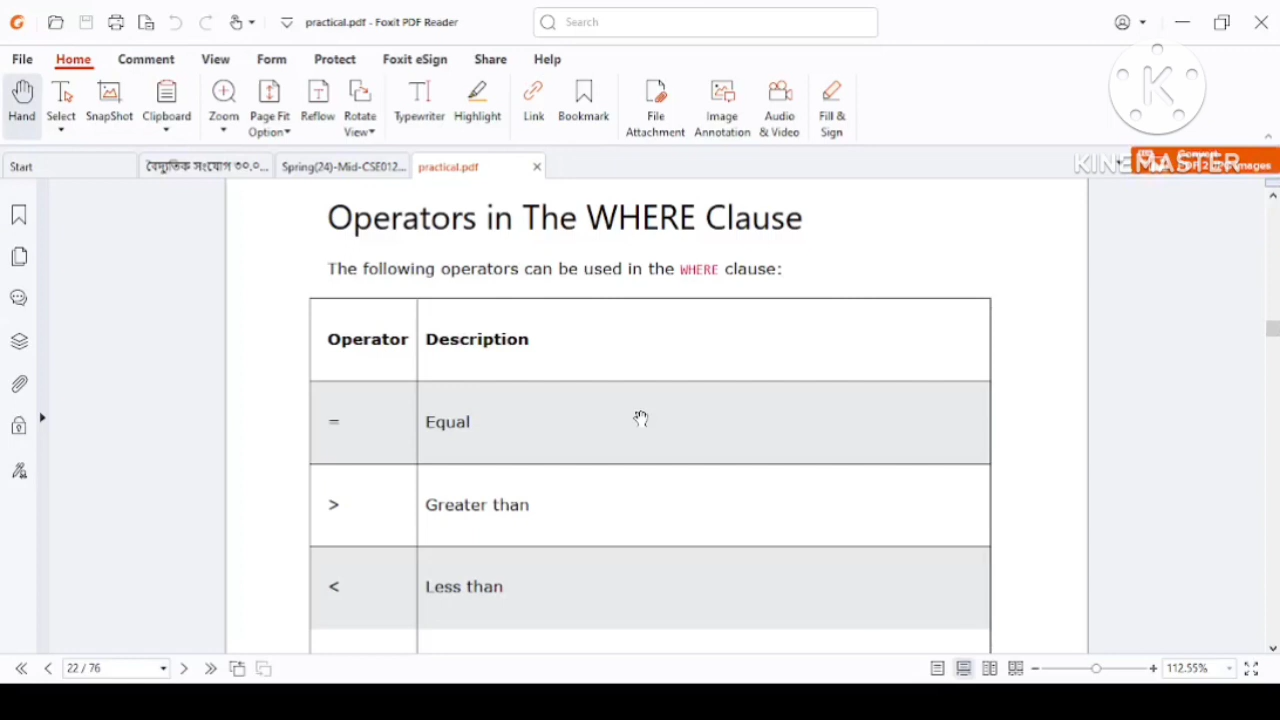 practical.pdf - Foxit PDF Reader
Search
File Home Comment View Form Protect Foxit eSign Share Help
Hand Select SnapShot Clipboard Zoom Page Fit Option Reflow Rotate View Typewriter Highlight Link Bookmark File Attachment Image Annotation Audio & Video Fill & Sign
K
KINEMASTER
Start বৈদ্যুতিক সংযোগ ৩০,০... Spring(24)-Mid-CSE012... practical.pdf
Operators in The WHERE Clause
The following operators can be used in the WHERE clause:
Operator Description
= Equal
> Greater than
< Less than
22 / 76
112.55%